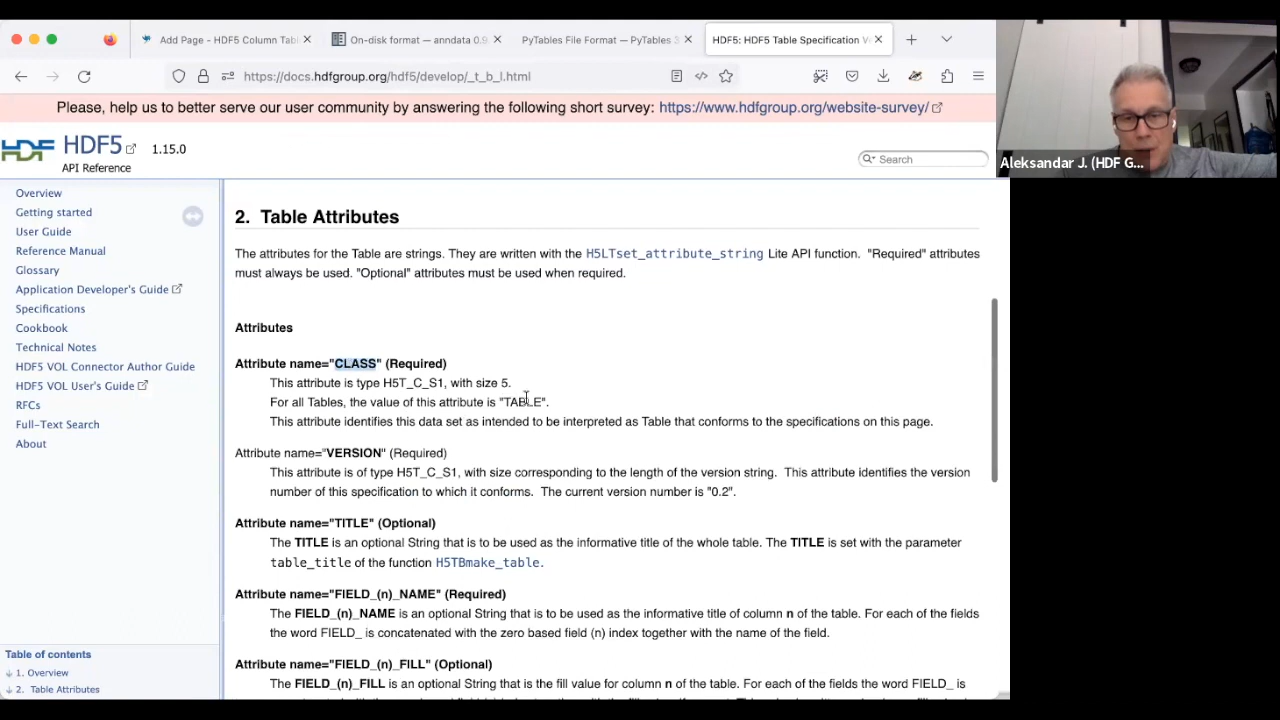 Add Page - HDF5 Column Tabl
On-disk format — anndata 0.9
PyTables File Format — PyTables 3
HDF5: HDF5 Table Specification V
https://docs.hdfgroup.org/hdf5/develop/_t_b_l.html
Please, help us to better serve our user community by answering the following short survey: https://www.hdfgroup.org/website-survey/
HDF
HDF5 1.15.0
API Reference
Search
Aleksandar J. (HDF G...
Overview
Getting started
User Guide
Reference Manual
Glossary
Application Developer's Guide
Specifications
Cookbook
Technical Notes
HDF5 VOL Connector Author Guide
HDF5 VOL User's Guide
RFCs
Full-Text Search
About
Table of contents
↓ 1. Overview
↓ 2. Table Attributes
2. Table Attributes
The attributes for the Table are strings. They are written with the H5LTset_attribute_string Lite API function. "Required" attributes
must always be used. "Optional" attributes must be used when required.
Attributes
Attribute name="CLASS" (Required)
This attribute is type H5T_C_S1, with size 5.
For all Tables, the value of this attribute is "TABLE".
This attribute identifies this data set as intended to be interpreted as Table that conforms to the specifications on this page.
Attribute name="VERSION" (Required)
This attribute is of type H5T_C_S1, with size corresponding to the length of the version string. This attribute identifies the version
number of this specification to which it conforms. The current version number is "0.2".
Attribute name="TITLE" (Optional)
The TITLE is an optional String that is to be used as the informative title of the whole table. The TITLE is set with the parameter
table_title of the function H5TBmake_table.
Attribute name="FIELD_(n)_NAME" (Required)
The FIELD_(n)_NAME is an optional String that is to be used as the informative title of column n of the table. For each of the fields
the word FIELD_ is concatenated with the zero based field (n) index together with the name of the field.
Attribute name="FIELD_(n)_FILL" (Optional)
The FIELD_(n)_FILL is an optional String that is the fill value for column n of the table. For each of the fields the word FIELD_ is